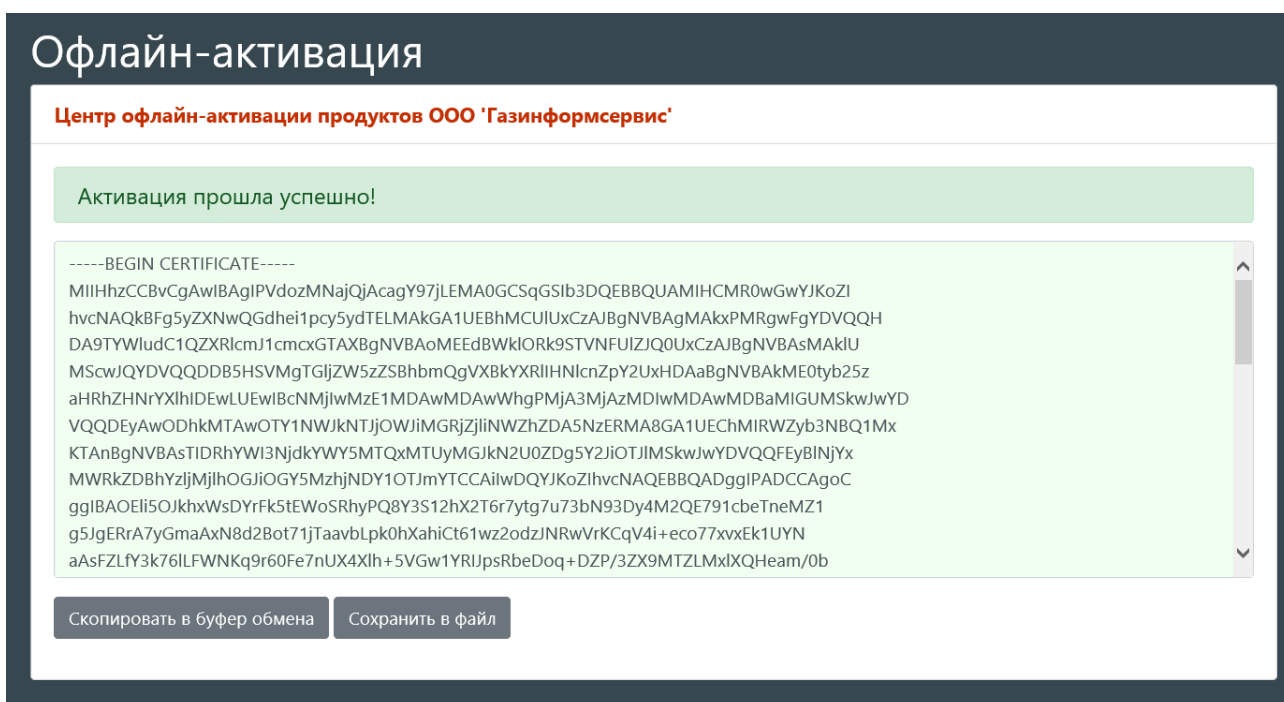 Офлайн-активация
Центр офлайн-активации продуктов ООО 'Газинформсервис'
Активация прошла успешно!
-----BEGIN CERTIFICATE-----
MIIHhzCCBvCgAwIBAgIPVdozMNajQjAcagY97jLEMA0GCSqGSIb3DQEBBQUAMIHCMR0wGwYJKoZI
hvcNAQkBFg5yZXNwQGdhei1pcy5ydTELMAkGA1UEBhMCUlUxCzAJBgNVBAgMAkxPMRgwFgYDVQQH
DA9TYWludC1QZXRlcmJ1cmcxGTAXBgNVBAoMEEdBWklORk9STVNFUlZJQ0UxCzAJBgNVBAsMAklU
MScwJQYDVQQDDB5HSVMgTGljZW5zZSBhbmQgVXBkYXRlIHNlcnZpY2UxHDAaBgNVBAkME0tyb25z
aHRhZHNrYXlhIDEwLUEwIBcNMjIwMzE1MDAwMDAwWhgPMjA3MjAzMDIwMDAwMDBaMIGUMSkwJwYD
VQQDEyAwODhkMTAwOTY1NWJkNTJjOWJiMGRjZjliNWZhZDA5NzERMA8GA1UEChMIRWZyb3NBQ1Mx
KTAnBgNVBAsTIDRhYWI3NjdkYWY5MTQxMTUyMGJkN2U0ZDg5Y2JiOTJlMSkwJwYDVQQFEyBlNjYx
MWRkZDBhYzljMjlhOGJiOGY5MzhjNDY1OTJmYTCCAiIwDQYJKoZIhvcNAQEBBQADggIPADCCAgoC
ggIBAOEli5OJkhxWsDYrFk5tEWoSRhyPQ8Y3S12hX2T6r7ytg7u73bN93Dy4M2QE791cbeTneMZ1
g5JgERrA7yGmaAxN8d2Bot71jTaavbLpk0hXahiCt61wz2odzJNRwVrKCqV4i+eco77xvxEk1UYN
aAsFZLfY3k76lLFWNKq9r60Fe7nUX4Xlh+5VGw1YRIJpsRbeDoq+DZP/3ZX9MTZLMxlXQHeam/0b
Скопировать в буфер обмена
Сохранить в файл